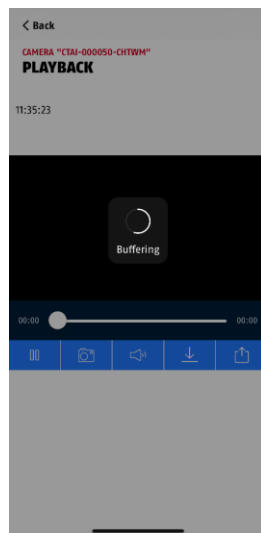 Back
CAMERA "CTAI-000050-CHTWM"
PLAYBACK
11:35:23
Buffering
00:00 00:00